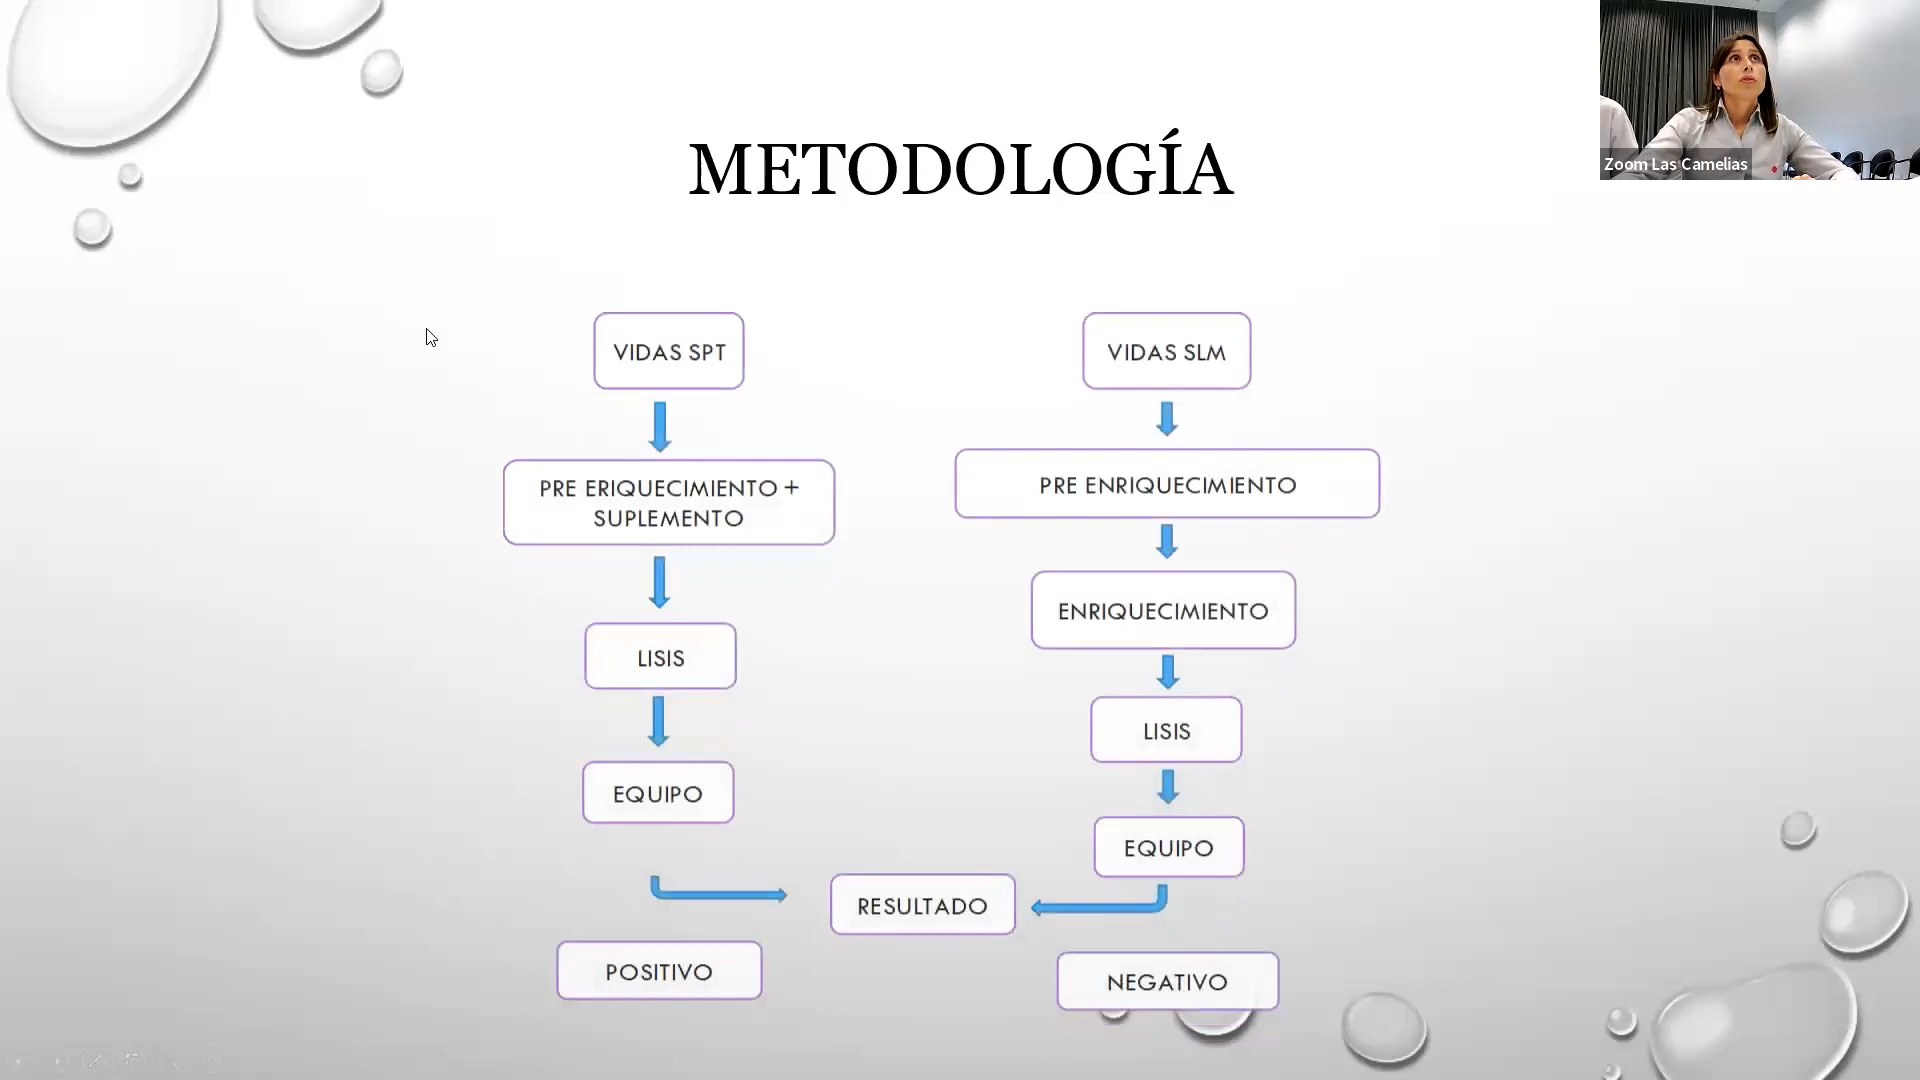 Zoom Las Camelias
METODOLOGÍA
VIDAS SPT
PRE ERIQUECIMIENTO +
SUPLEMENTO
LISIS
EQUIPO
VIDAS SLM
PRE ENRIQUECIMIENTO
ENRIQUECIMIENTO
LISIS
EQUIPO
RESULTADO
POSITIVO
NEGATIVO